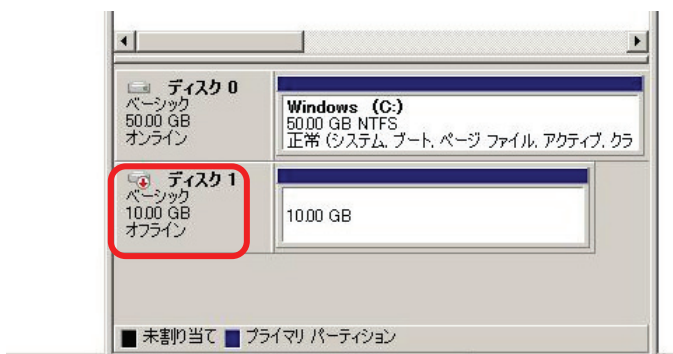 ディスク 0
ベーシック
50.00 GB
オンライン
Windows (C:)
50.00 GB NTFS
正常 (システム, ブート, ページ ファイル, アクティブ, クラ
ディスク 1
ベーシック
10.00 GB
オフライン
10.00 GB
未割り当て プライマリ パーティション